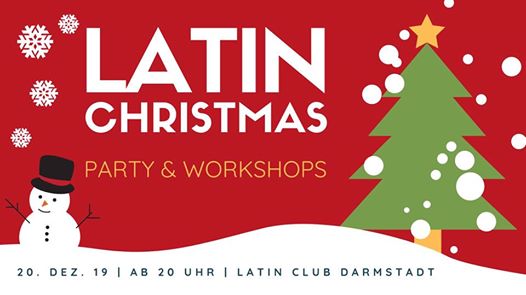 LATIN
CHRISTMAS
PARTY & WORKSHOPS
20. DEZ. 19 | AB 20 UHR | LATIN CLUB DARMSTADT